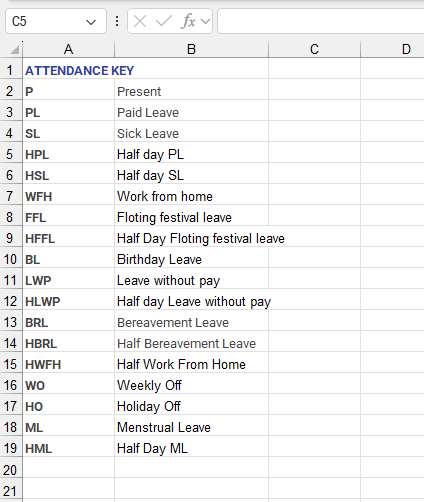 C5 fx
A B C D
1 ATTENDANCE KEY
2 P Present
3 PL Paid Leave
4 SL Sick Leave
5 HPL Half day PL
6 HSL Half day SL
7 WFH Work from home
8 FFL Floting festival leave
9 HFFL Half Day Floting festival leave
10 BL Birthday Leave
11 LWP Leave without pay
12 HLWP Half day Leave without pay
13 BRL Bereavement Leave
14 HBRL Half Bereavement Leave
15 HWFH Half Work From Home
16 WO Weekly Off
17 HO Holiday Off
18 ML Menstrual Leave
19 HML Half Day ML
20
21